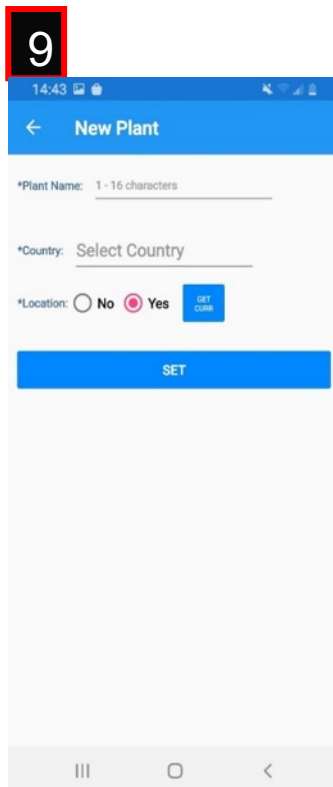 9
14:43
New Plant
*Plant Name: 1 - 16 characters
*Country: Select Country
*Location: No Yes GET CURR
SET